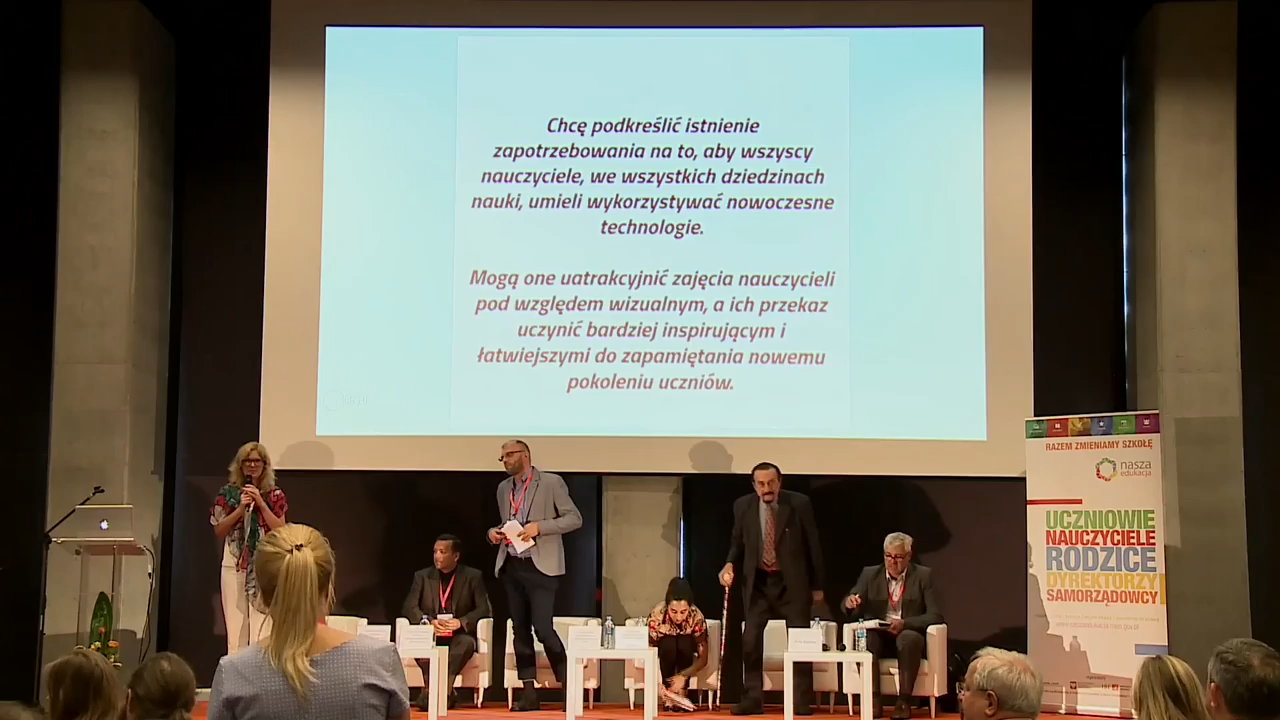 Chcę podkreślić istnienie
zapotrzebowania na to, aby wszyscy
nauczyciele, we wszystkich dziedzinach
nauki, umieli wykorzystywać nowoczesne
technologie.
Mogą one uatrakcyjnić zajęcia nauczycieli
pod względem wizualnym, a ich przekaz
uczynić bardziej inspirującym i
łatwiejszymi do zapamiętania nowemu
pokoleniu uczniów.
RAZEM ZMIENIAMY SZKOŁĘ
nasza
edukacja
UCZNIOWIE
NAUCZYCIELE
RODZICE
DYREKTORZY
SAMORZĄDOWCY